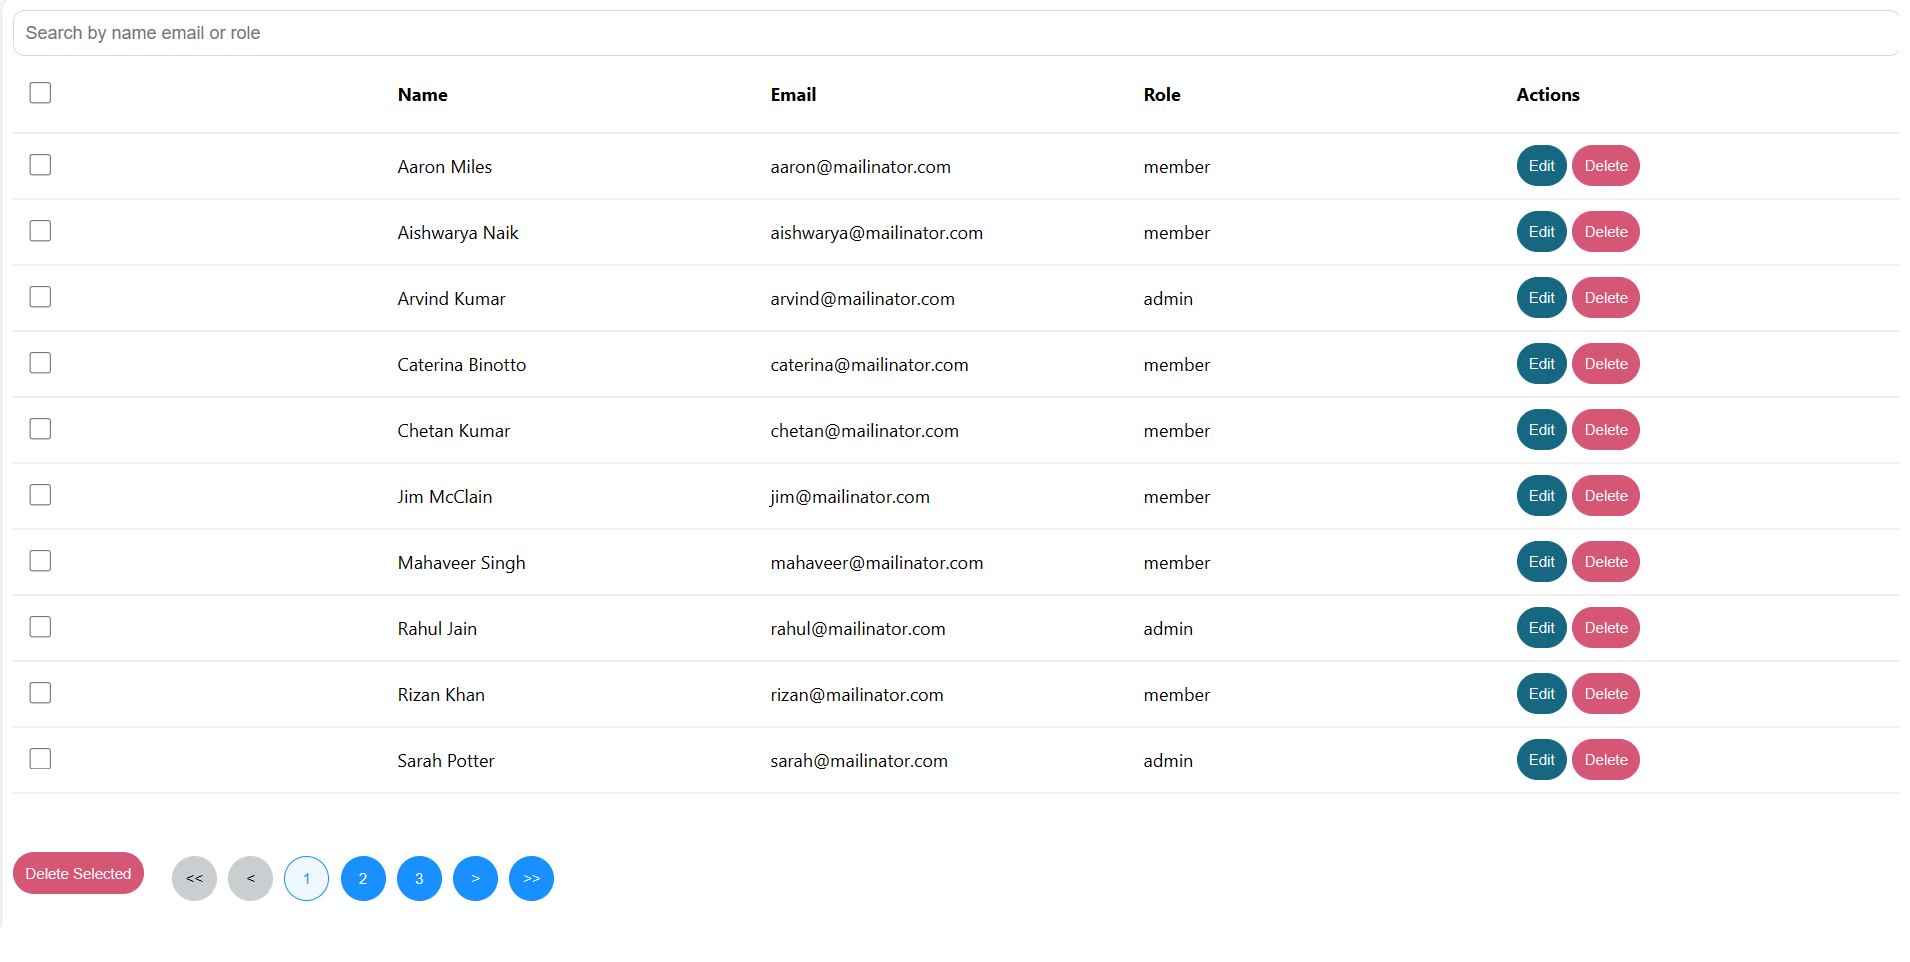 Search by name email or role
Name Email Role Actions
Aaron Miles aaron@mailinator.com member Edit Delete
Aishwarya Naik aishwarya@mailinator.com member Edit Delete
Arvind Kumar arvind@mailinator.com admin Edit Delete
Caterina Binotto caterina@mailinator.com member Edit Delete
Chetan Kumar chetan@mailinator.com member Edit Delete
Jim McClain jim@mailinator.com member Edit Delete
Mahaveer Singh mahaveer@mailinator.com member Edit Delete
Rahul Jain rahul@mailinator.com admin Edit Delete
Rizan Khan rizan@mailinator.com member Edit Delete
Sarah Potter sarah@mailinator.com admin Edit Delete
Delete Selected << < 1 2 3 > >>